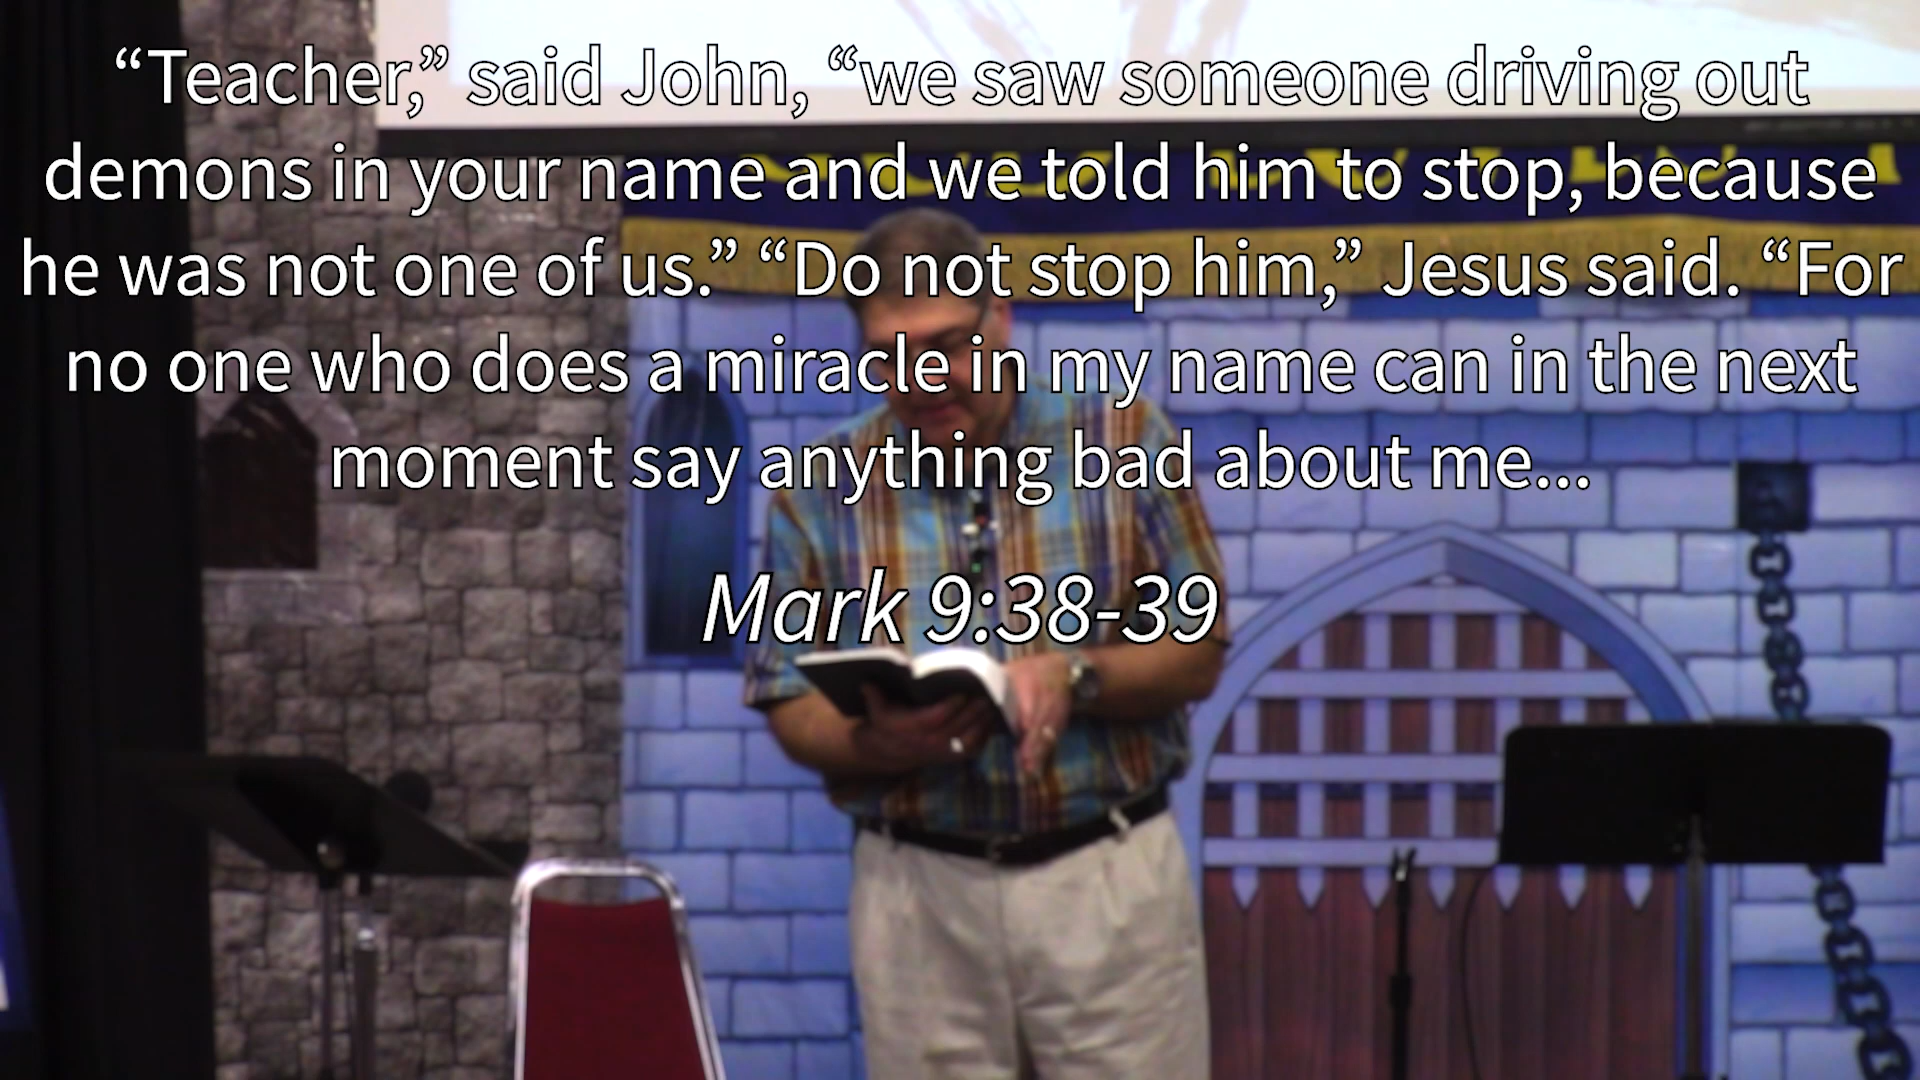 “Teacher,” said John, “we saw someone driving out
demons in your name and we told him to stop, because
he was not one of us.” “Do not stop him,” Jesus said. “For
no one who does a miracle in my name can in the next
moment say anything bad about me...
Mark 9:38-39